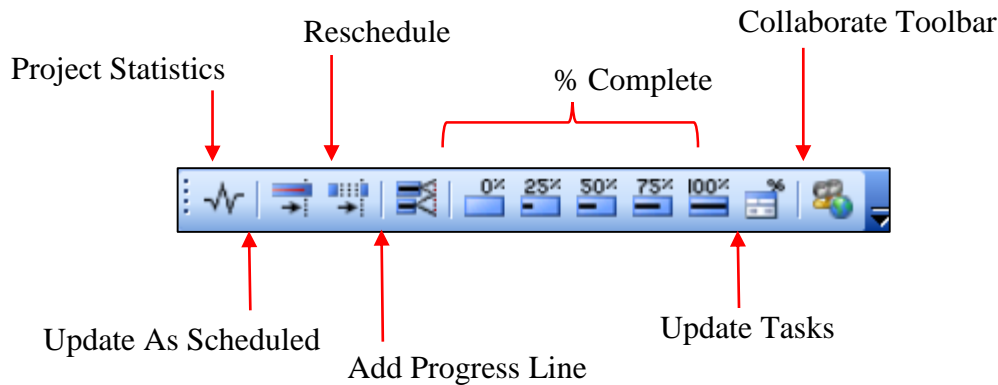 Collaborate Toolbar
Reschedule
Project Statistics
% Complete
0% 25% 50% 75% 100% %
Update As Scheduled
Update Tasks
Add Progress Line